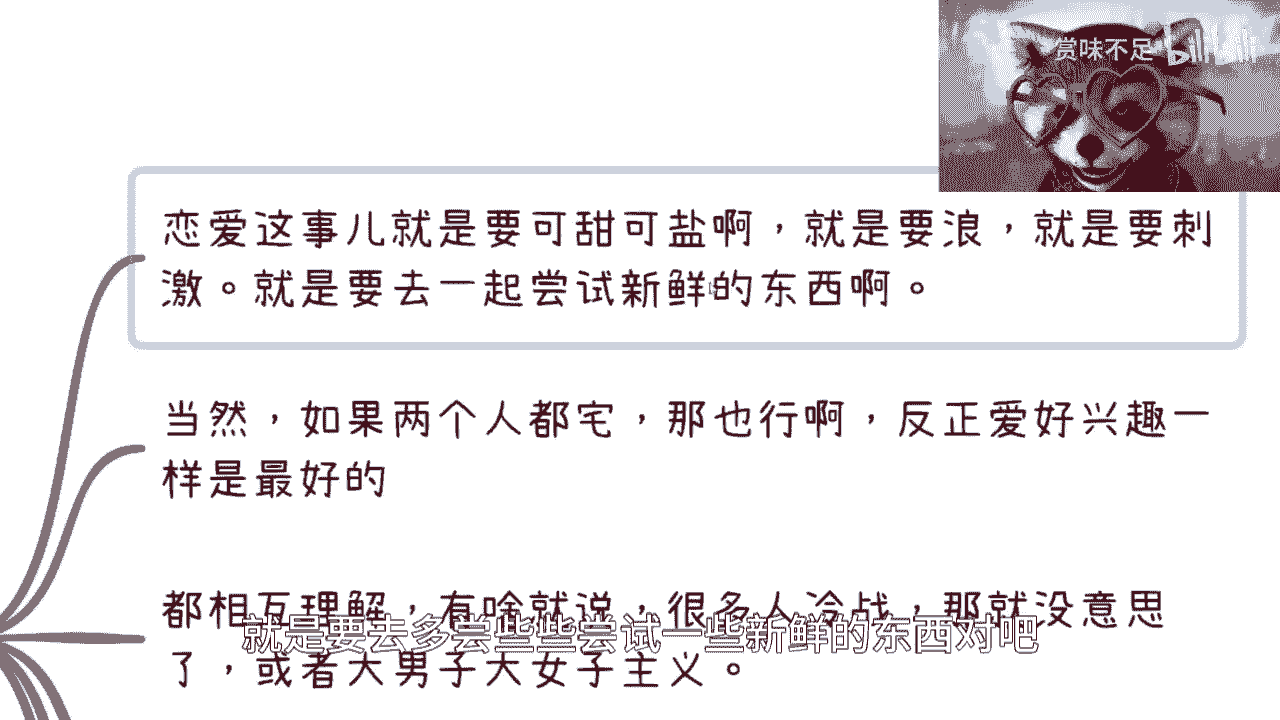 赏味不足 bilibili
恋爱这事儿就是要可甜可盐啊，就是要浪，就是要刺
激。就是要去一起尝试新鲜的东西啊。
当然，如果两个人都宅，那也行啊，反正爱好兴趣一
样是最好的
都相互理解，有啥就说，很多人冷战，那就没意思
就是要去多尝些些尝试一些新鲜的东西对吧
了，或者大男子大女子主义。